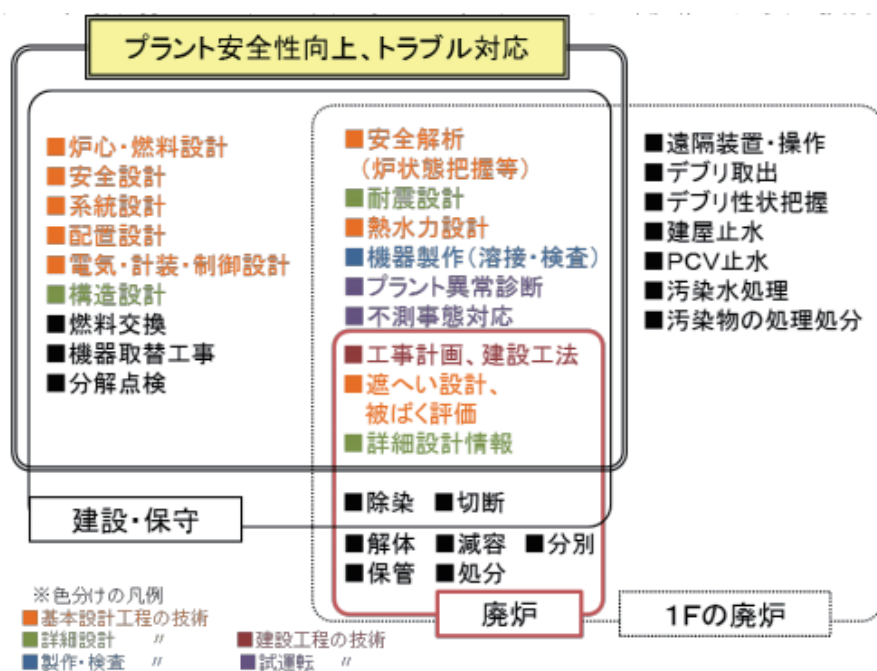 プラント安全性向上、トラブル対応
■炉心・燃料設計
■安全設計
■系統設計
■配置設計
■電気・計装・制御設計
■構造設計
■燃料交換
■機器取替工事
■分解点検
■安全解析
(炉状態把握等)
■耐震設計
■熱水力設計
■機器製作(溶接・検査)
■プラント異常診断
■不測事態対応
■工事計画、建設工法
■遮へい設計、
被ばく評価
■詳細設計情報
■除染 ■切断
■解体 ■減容 ■分別
■保管 ■処分
■遠隔装置・操作
■デブリ取出
■デブリ性状把握
■建屋止水
■PCV止水
■汚染水処理
■汚染物の処理処分
建設・保守
廃炉
1Fの廃炉
※色分けの凡例
■基本設計工程の技術
■詳細設計 〃 ■建設工程の技術
■製作・検査 〃 ■試運転 〃